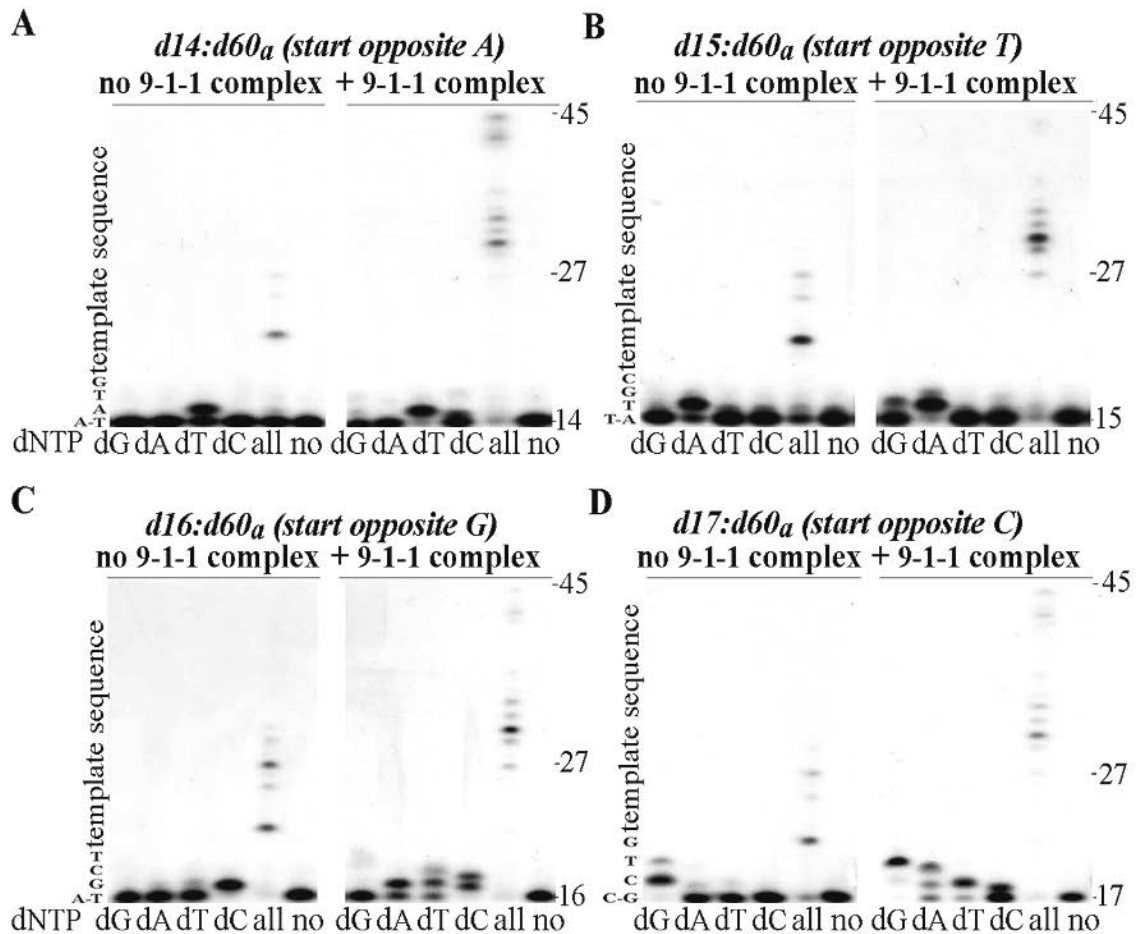 A
d14:d60a (start opposite A)
no 9-1-1 complex + 9-1-1 complex
template sequence
G
T
A
A-T
-45
-27
-14
dNTP dG dA dT dC all no dG dA dT dC all no
B
d15:d60a (start opposite T)
no 9-1-1 complex + 9-1-1 complex
template sequence
C
G
T
T-A
-45
-27
-15
dG dA dT dC all no dG dA dT dC all no
C
d16:d60a (start opposite G)
no 9-1-1 complex + 9-1-1 complex
template sequence
T
C
G
A-T
-45
-27
-16
dNTP dG dA dT dC all no dG dA dT dC all no
D
d17:d60a (start opposite C)
no 9-1-1 complex + 9-1-1 complex
template sequence
G
T
C
C-G
-45
-27
-17
dG dA dT dC all no dG dA dT dC all no